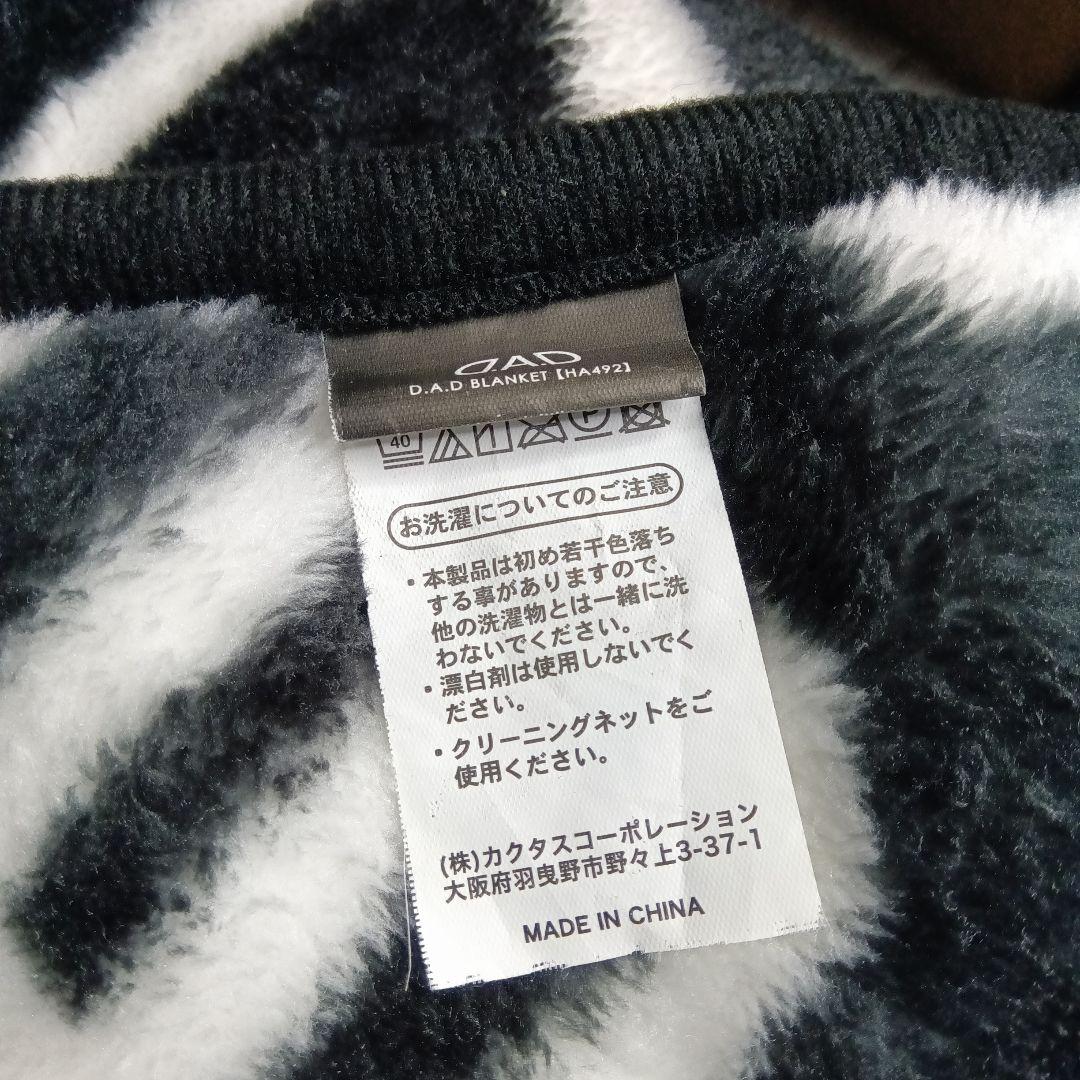 D.A.D
D.A.D BLANKET【HA492】
40
P
お洗濯についてのご注意
・本製品は初め若干色落ち
する事がありますので、
他の洗濯物とは一緒に洗
わないでください。
・漂白剤は使用しないでく
ださい。
・クリーニングネットをご
使用ください。
(株)カクタスコーポレーション
大阪府羽曳野市野々上3-37-1
MADE IN CHINA